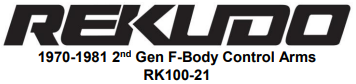 REKUDO
1970-1981 2nd Gen F-Body Control Arms
RK100-21